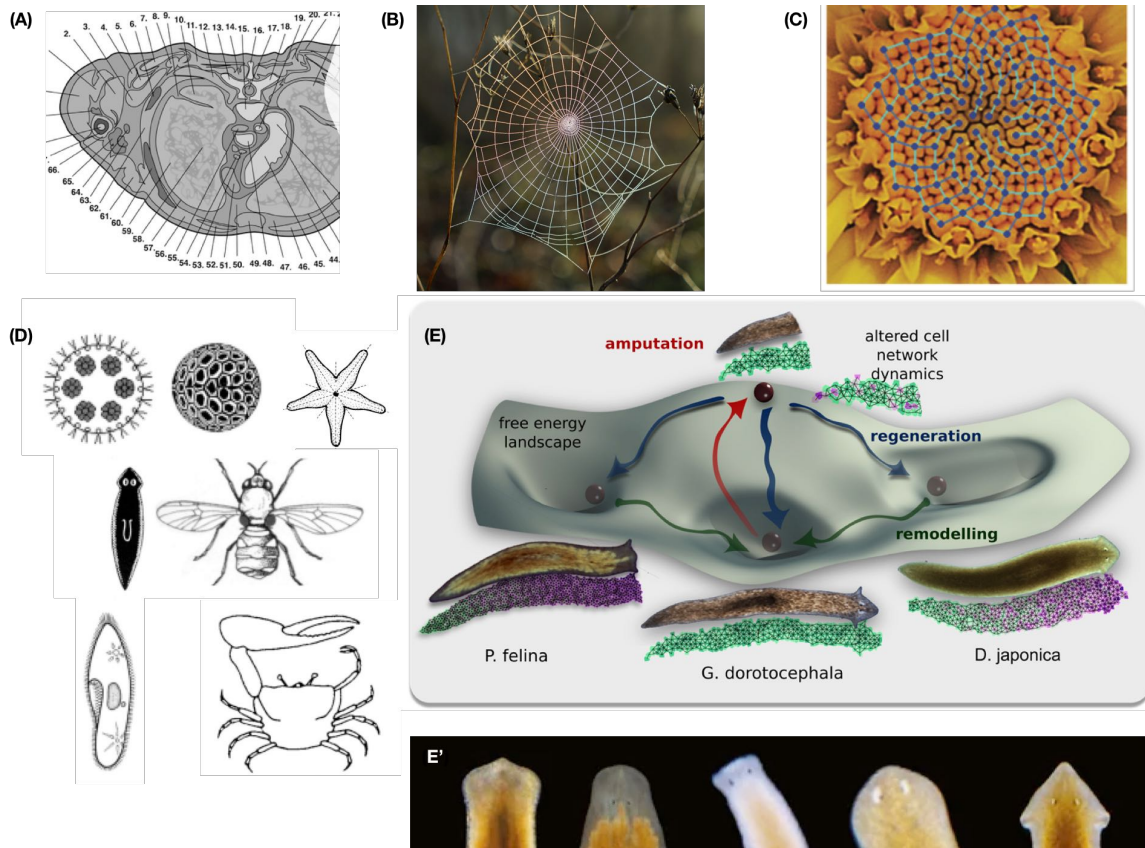 (A)
2.
3.
4.
5.
6.
7.
8.
9.
10.
11.
12.
13.
14.
15.
16.
17.
18.
19.
20.
66.
65.
64.
63.
62.
61.
60.
59.
58.
57.
56.
55.
54.
53.
52.
51.
50.
49.
48.
47.
46.
45.
44.
(B)
(C)
(D)
(E)
amputation
altered cell
network
dynamics
free energy
landscape
regeneration
remodelling
P. felina
G. dorotocephala
D. japonica
E'